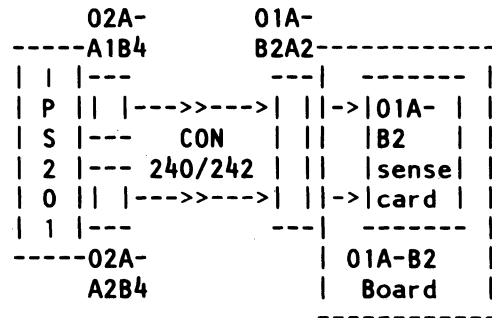 02A-      01A-
-----A1B4      B2A2--------------
| I |---         ---|  -------  |
| P || |--->>--->| ||->|01A-  | |
| S |---   CON   | | |B2    | |
| 2 |--- 240/242 | | |sense| |
| 0 || |--->>--->| ||->|card  | |
| 1 |---         ---|  -------  |
-----02A-           | 01A-B2    |
A2B4           |  Board    |
--------------